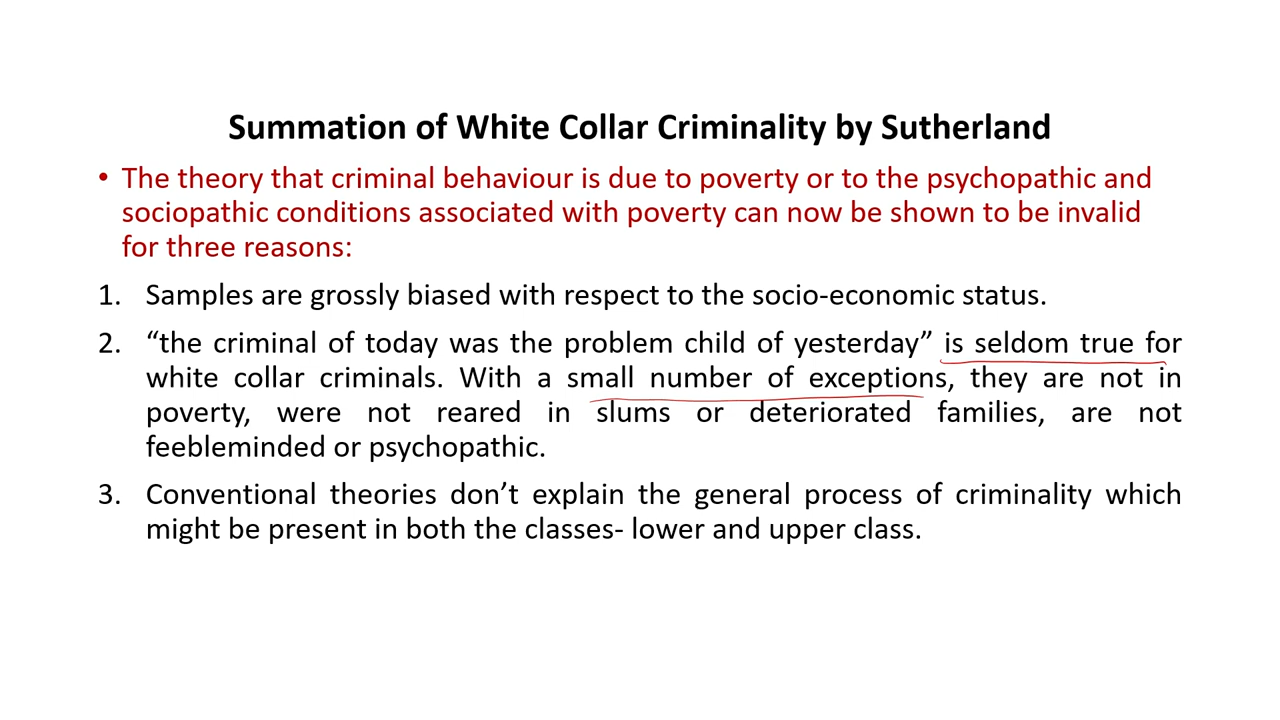 Summation of White Collar Criminality by Sutherland
• The theory that criminal behaviour is due to poverty or to the psychopathic and
sociopathic conditions associated with poverty can now be shown to be invalid
for three reasons:
1. Samples are grossly biased with respect to the socio-economic status.
2. “the criminal of today was the problem child of yesterday” is seldom true for
white collar criminals. With a small number of exceptions, they are not in
poverty, were not reared in slums or deteriorated families, are not
feebleminded or psychopathic.
3. Conventional theories don’t explain the general process of criminality which
might be present in both the classes- lower and upper class.